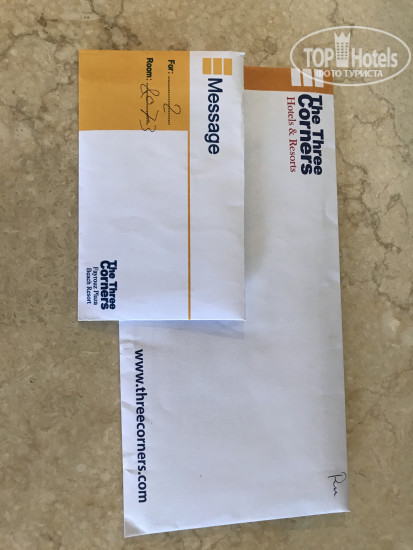 TOP Hotels
ФОТО ТУРИСТА
Message
For:
Room:
The Three
Corners
Fayrouz Plaza
Beach Resort
The Three
Corners
Hotels & Resorts
www.threecorners.com